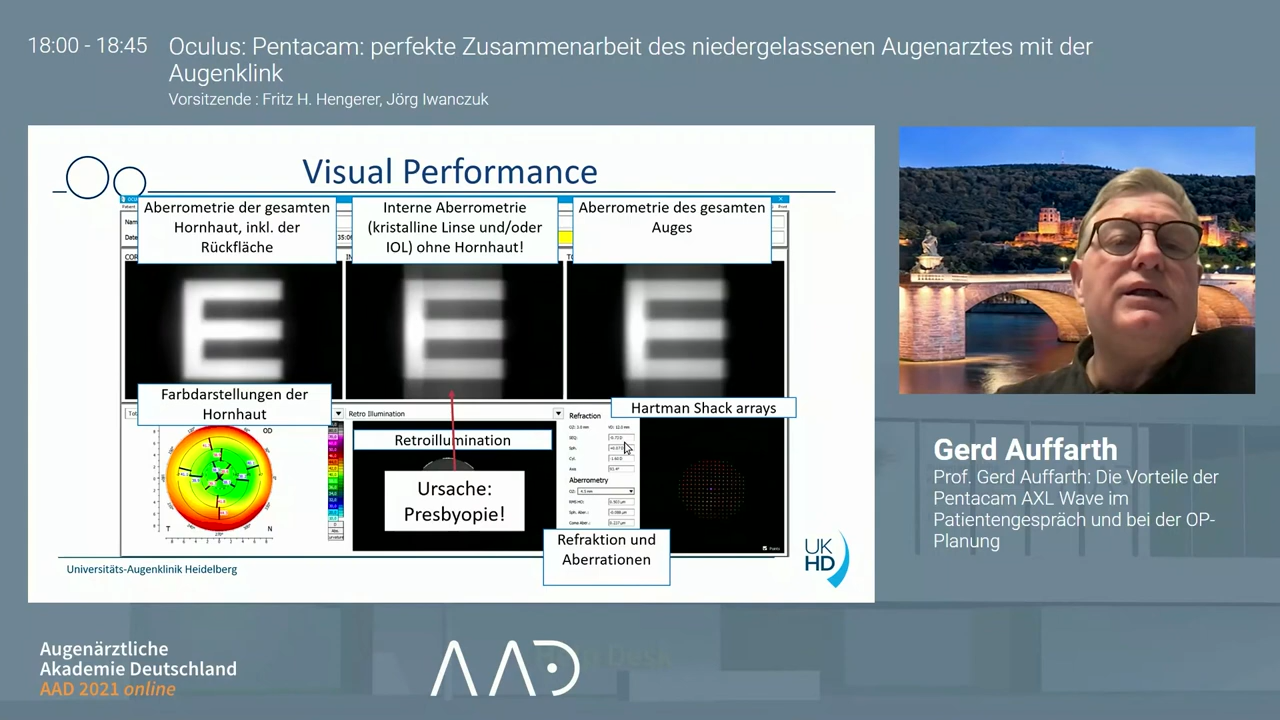 18:00 - 18:45
Oculus: Pentacam: perfekte Zusammenarbeit des niedergelassenen Augenarztes mit der
Augenklink
Vorsitzende : Fritz H. Hengerer, Jörg Iwanczuk
Visual Performance
Aberrometrie der gesamten
Hornhaut, inkl. der
Rückfläche
Interne Aberrometrie
(kristalline Linse und/oder
IOL) ohne Hornhaut!
Aberrometrie des gesamten
Auges
E
E
E
Farbdarstellungen der
Hornhaut
OD
T
N
Retro Illumination
Retroillumination
Ursache:
Presbyopie!
Refraction
Aberrometry
Hartman Shack arrays
Refraktion und
Aberrationen
Points
Universitäts-Augenklinik Heidelberg
UK
HD
Gerd Auffarth
Prof. Gerd Auffarth: Die Vorteile der
Pentacam AXL Wave im
Patientengespräch und bei der OP-
Planung
Augenärztliche
Akademie Deutschland
AAD 2021 online
AAD